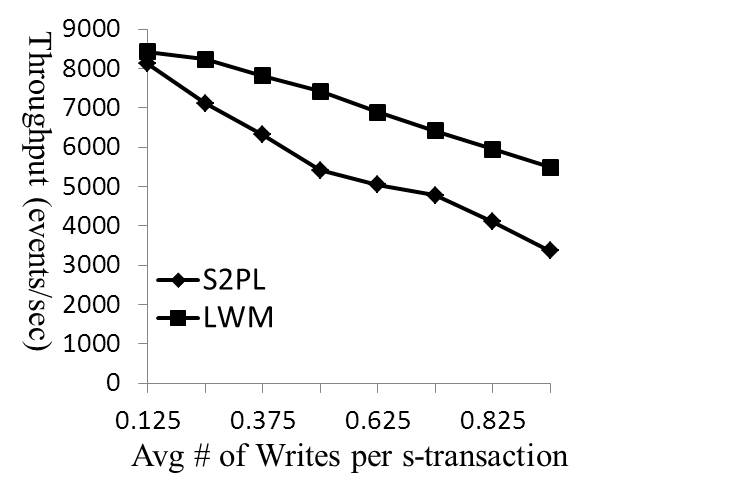 Throughput (events/sec)
9000
8000
7000
6000
5000
4000
3000
2000
1000
0
S2PL
LWM
0.125 0.375 0.625 0.825
Avg # of Writes per s-transaction